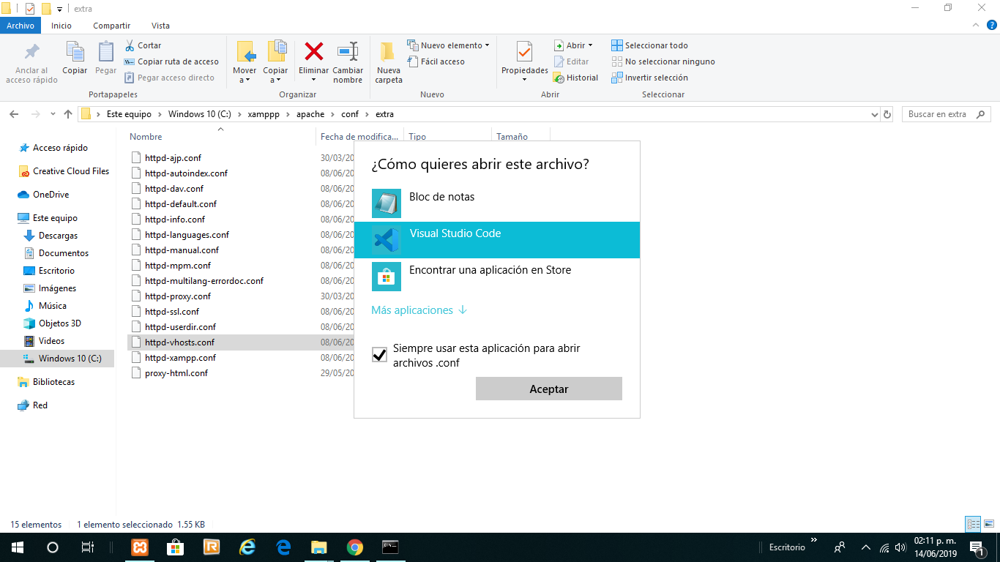 extra
Archivo
Inicio
Compartir
Vista
Anclar al
acceso rápido
Copiar
Pegar
Cortar
Copiar ruta de acceso
Pegar acceso directo
Portapapeles
Mover
a
Copiar
a
Eliminar
Cambiar
nombre
Organizar
Nueva
carpeta
Nuevo elemento
Fácil acceso
Nuevo
Propiedades
Abrir
Editar
Historial
Abrir
Seleccionar todo
No seleccionar ninguno
Invertir selección
Seleccionar
Este equipo > Windows 10 (C:) > xamppp > apache > conf > extra
Buscar en extra
Acceso rápido
Creative Cloud Files
OneDrive
Este equipo
Descargas
Documentos
Escritorio
Imágenes
Música
Objetos 3D
Videos
Windows 10 (C:)
Bibliotecas
Red
Nombre Fecha de modifica... Tipo Tamaño
httpd-ajp.conf 30/03/20
httpd-autoindex.conf 08/06/20
httpd-dav.conf 08/06/20
httpd-default.conf 08/06/20
httpd-info.conf 08/06/20
httpd-languages.conf 08/06/20
httpd-manual.conf 08/06/20
httpd-mpm.conf 08/06/20
httpd-multilang-errordoc.conf 08/06/20
httpd-proxy.conf 30/03/20
httpd-ssl.conf 08/06/20
httpd-userdir.conf 08/06/20
httpd-vhosts.conf 08/06/20
httpd-xampp.conf 08/06/20
proxy-html.conf 29/05/20
¿Cómo quieres abrir este archivo?
Bloc de notas
Visual Studio Code
Encontrar una aplicación en Store
Más aplicaciones
Siempre usar esta aplicación para abrir
archivos .conf
Aceptar
15 elementos 1 elemento seleccionado 1.55 KB
Escritorio
02:11 p. m.
14/06/2019
1